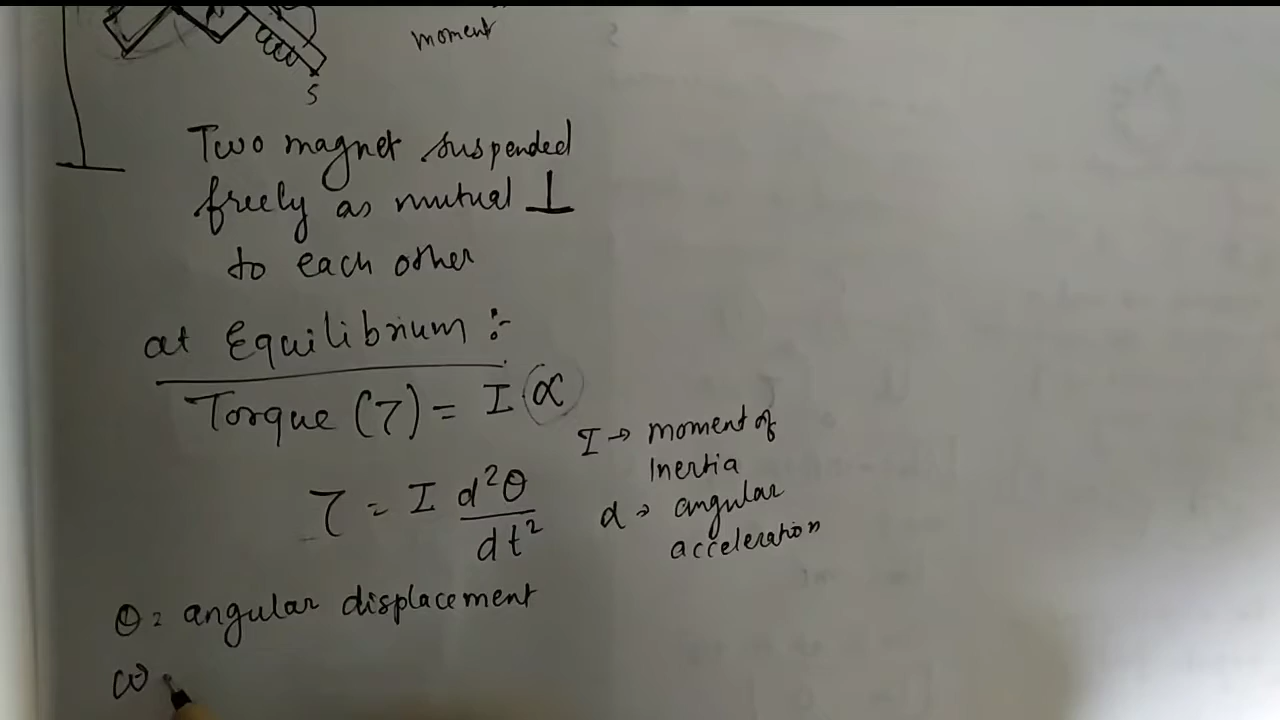 moment
S
Two magnet suspended
freely as mutual ⊥
to each other
at Equilibrium :-
Torque (τ) = I α
I → moment of
Inertia
τ = I d²θ/dt²
α → angular
acceleration
θ = angular displacement
ω